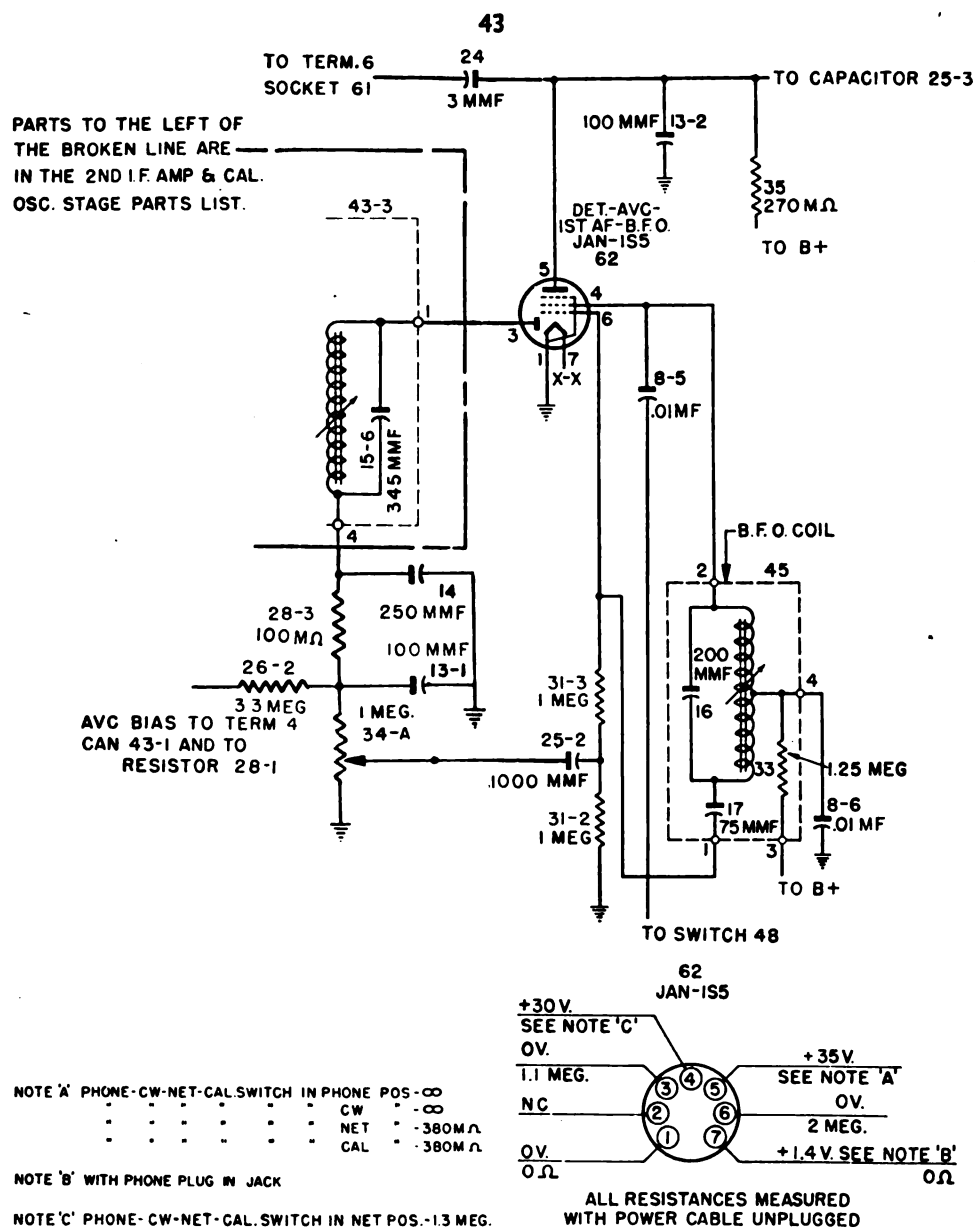 43
TO TERM.6
SOCKET 61
24
3 MMF
TO CAPACITOR 25-3
PARTS TO THE LEFT OF
THE BROKEN LINE ARE
IN THE 2ND I.F. AMP & CAL.
OSC. STAGE PARTS LIST.
100 MMF
13-2
35
270 MΩ
TO B+
43-3
DET.-AVC-
IST AF-B.F.O.
JAN-IS5
62
5
4
6
3
1
7
X-X
1
15-6
345 MMF
4
8-5
.01MF
B.F.O. COIL
2
45
14
250 MMF
28-3
100 MΩ
100 MMF
13-1
26-2
3.3 MEG
200
MMF
16
4
31-3
1 MEG
AVC BIAS TO TERM 4
CAN 43-1 AND TO
RESISTOR 28-1
1 MEG.
34-A
25-2
.1000 MMF
33
1.25 MEG
31-2
1 MEG
17
75 MMF
8-6
.01 MF
1
3
TO B+
TO SWITCH 48
62
JAN-IS5
+30 V.
SEE NOTE 'C'
0V.
1.1 MEG.
NC
0V.
0Ω
3
4
5
2
6
1
7
+35V.
SEE NOTE 'A'
0V.
2 MEG.
+1.4 V. SEE NOTE 'B'
0Ω
NOTE 'A' PHONE-CW-NET-CAL.SWITCH IN PHONE POS-∞
" " " " " " CW " -∞
" " " " " " NET " -380MΩ
" " " " " " CAL " -380MΩ
NOTE 'B' WITH PHONE PLUG IN JACK
NOTE 'C' PHONE-CW-NET-CAL.SWITCH IN NET POS.-1.3 MEG.
ALL RESISTANCES MEASURED
WITH POWER CABLE UNPLUGGED